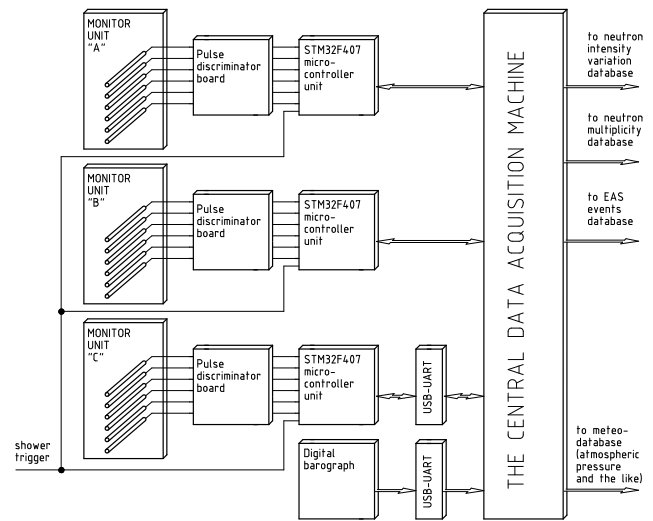 MONITOR
UNIT
"A"
Pulse
discriminator
board
STM32F407
micro-
controller
unit
MONITOR
UNIT
"B"
Pulse
discriminator
board
STM32F407
micro-
controller
unit
MONITOR
UNIT
"C"
Pulse
discriminator
board
STM32F407
micro-
controller
unit
USB-UART
shower
trigger
Digital
barograph
USB-UART
THE CENTRAL DATA ACQUISITION MACHINE
to neutron
intensity
variation
database
to neutron
multiplicity
database
to EAS
events
database
to meteo-
database
(atmospheric
pressure
and the like)